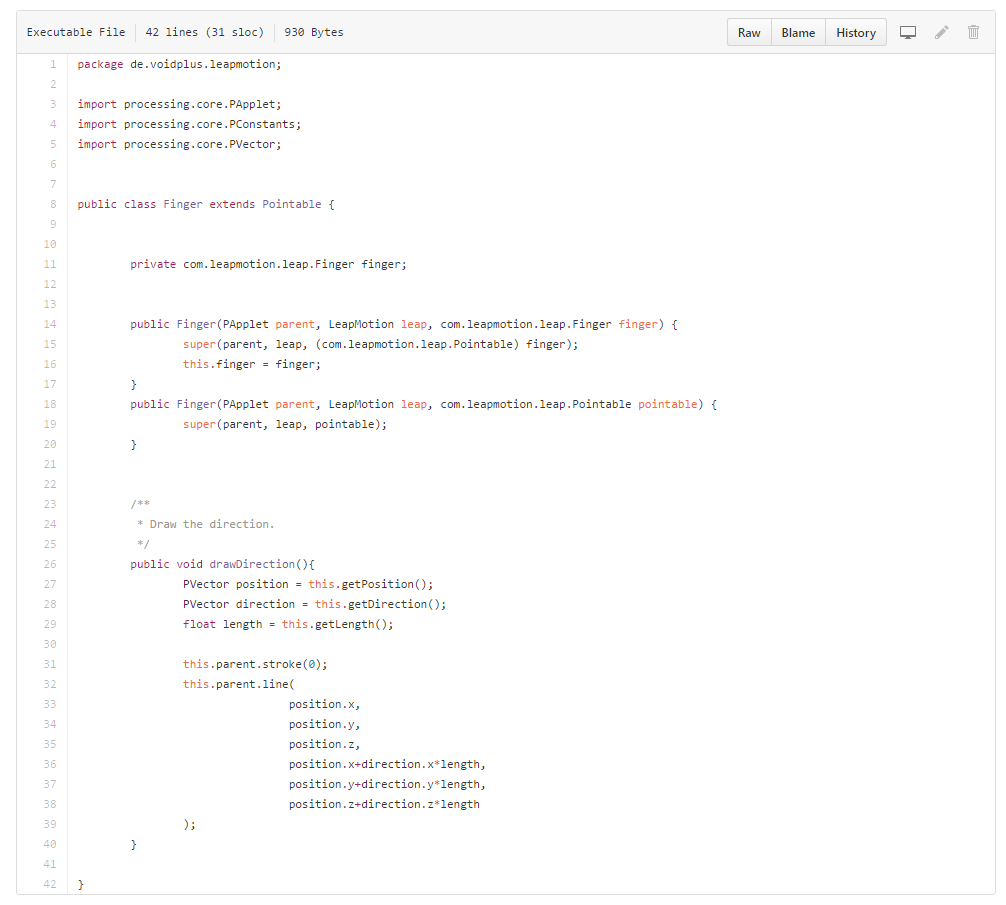 Executable File 42 lines (31 sloc) 930 Bytes Raw Blame History
1 package de.voidplus.leapmotion;
2
3 import processing.core.PApplet;
4 import processing.core.PConstants;
5 import processing.core.PVector;
6
7
8 public class Finger extends Pointable {
9
10
11 private com.leapmotion.leap.Finger finger;
12
13
14 public Finger(PApplet parent, LeapMotion leap, com.leapmotion.leap.Finger finger) {
15 super(parent, leap, (com.leapmotion.leap.Pointable) finger);
16 this.finger = finger;
17 }
18 public Finger(PApplet parent, LeapMotion leap, com.leapmotion.leap.Pointable pointable) {
19 super(parent, leap, pointable);
20 }
21
22
23 /**
24 * Draw the direction.
25 */
26 public void drawDirection(){
27 PVector position = this.getPosition();
28 PVector direction = this.getDirection();
29 float length = this.getLength();
30
31 this.parent.stroke(0);
32 this.parent.line(
33 position.x,
34 position.y,
35 position.z,
36 position.x+direction.x*length,
37 position.y+direction.y*length,
38 position.z+direction.z*length
39 );
40 }
41
42 }